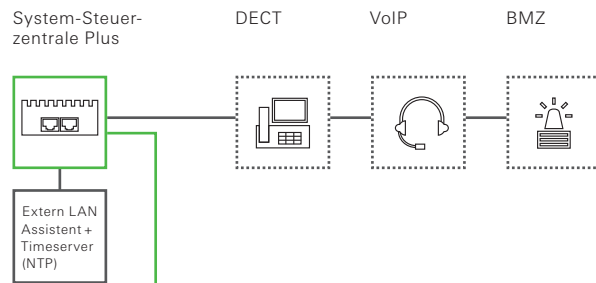 System-Steuer-
zentrale Plus
DECT
VoIP
BMZ
Extern LAN
Assistent +
Timeserver
(NTP)